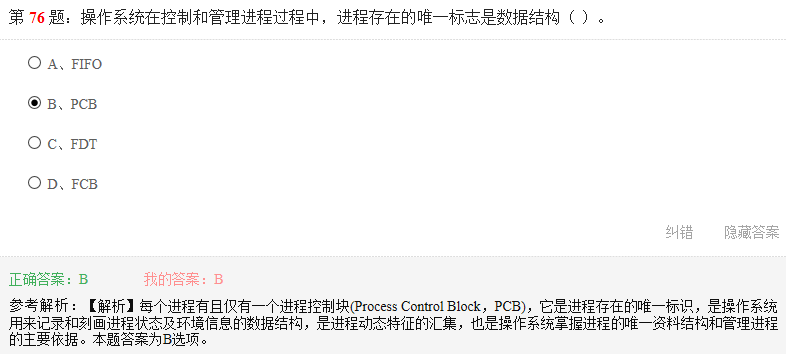 第 76 题：操作系统在控制和管理进程过程中，进程存在的唯一标志是数据结构（ ）。
A、FIFO
B、PCB
C、FDT
D、FCB
纠错 隐藏答案
正确答案：B 我的答案：B
参考解析：【解析】每个进程有且仅有一个进程控制块(Process Control Block，PCB)，它是进程存在的唯一标识，是操作系统
用来记录和刻画进程状态及环境信息的数据结构，是进程动态特征的汇集，也是操作系统掌握进程的唯一资料结构和管理进程
的主要依据。本题答案为B选项。